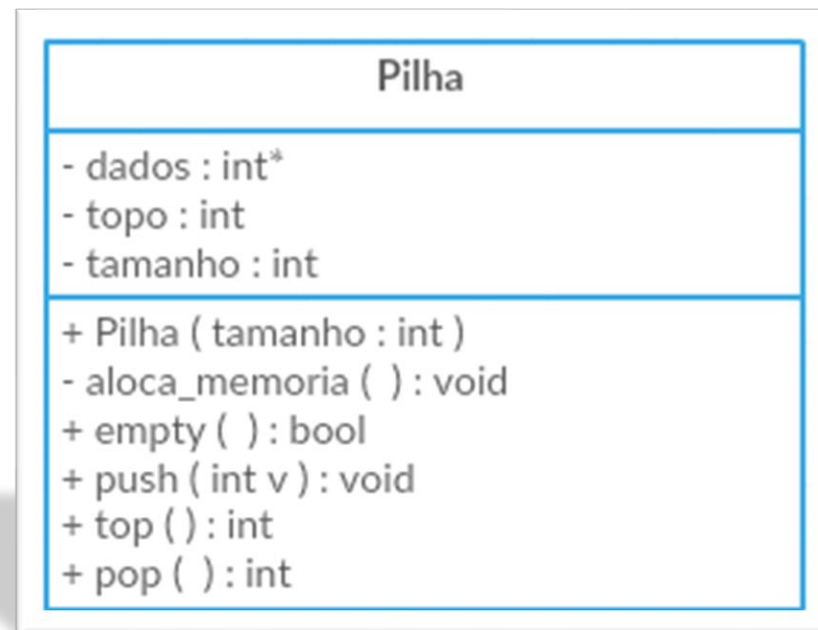 Pilha
- dados : int*
- topo : int
- tamanho : int
+ Pilha ( tamanho : int )
- aloca_memoria ( ) : void
+ empty ( ) : bool
+ push ( int v ) : void
+ top ( ) : int
+ pop ( ) : int